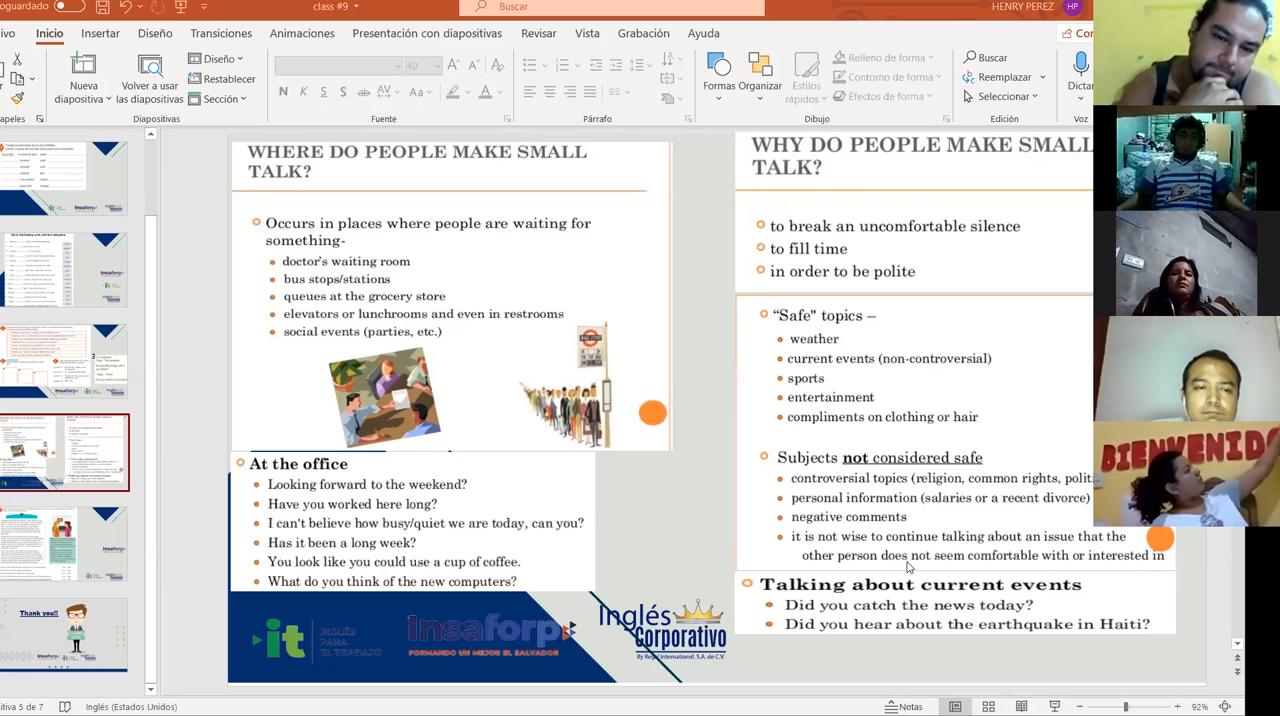 class #9
Buscar
HENRY PEREZ
HP
Inicio
Insertar
Diseño
Transiciones
Animaciones
Presentación con diapositivas
Revisar
Vista
Grabación
Ayuda
Nueva
diapositiva
Volver a usar
las diapositivas
Diseño
Restablecer
Sección
Diapositivas
40
N K S S AV Aa
Fuente
Párrafo
Formas
Organizar
Estilos
rápidos
Relleno de forma
Contorno de forma
Efectos de forma
Dibujo
Buscar
Reemplazar
Seleccionar
Edición
Voz
WHERE DO PEOPLE MAKE SMALL
TALK?
Occurs in places where people are waiting for
something-
doctor's waiting room
bus stops/stations
queues at the grocery store
elevators or lunchrooms and even in restrooms
social events (parties, etc.)
At the office
Looking forward to the weekend?
Have you worked here long?
I can't believe how busy/quiet we are today, can you?
Has it been a long week?
You look like you could use a cup of coffee.
What do you think of the new computers?
WHY DO PEOPLE MAKE SMALL
TALK?
to break an uncomfortable silence
to fill time
in order to be polite.
"Safe" topics –
weather
current events (non-controversial)
sports
entertainment
compliments on clothing or hair
Subjects not considered safe
controversial topics (religion, common rights,
personal information (salaries or a recent divorce)
negative comments
it is not wise to continue talking about an issue that the
other person does not seem comfortable with or interested in
Talking about current events
Did you catch the news today?
Did you hear about the earthquake in Haiti?
it
INGLÉS
PARA
EL TRABAJO
Insaforp
FORMANDO UN MEJOR EL SALVADOR
Inglés
Corporativo
By Regal International, S.A. de C.V.
Thank you!!
BIENVENIDO
Inglés (Estados Unidos)
Notas
92%